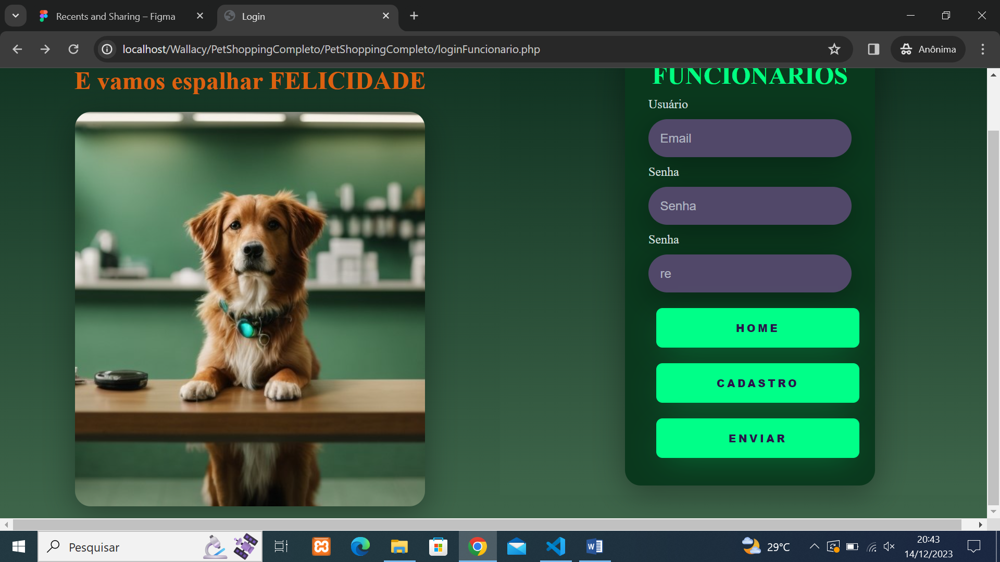 Recents and Sharing – Figma
Login
localhost/Wallacy/PetShoppingCompleto/PetShoppingCompleto/loginFuncionario.php
Anônima
E vamos espalhar FELICIDADE
FUNCIONARIOS
Usuário
Email
Senha
Senha
Senha
re
HOME
CADASTRO
ENVIAR
Pesquisar
29°C
20:43
14/12/2023